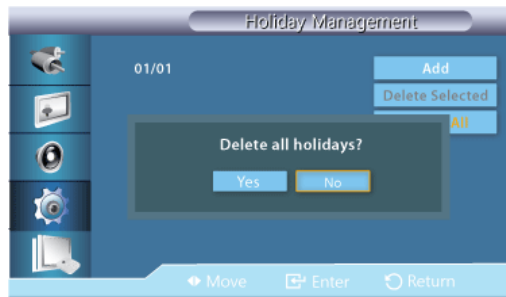 Holiday Management
01/01
Add
Delete Selected
All
Delete all holidays?
Yes No
Move Enter Return